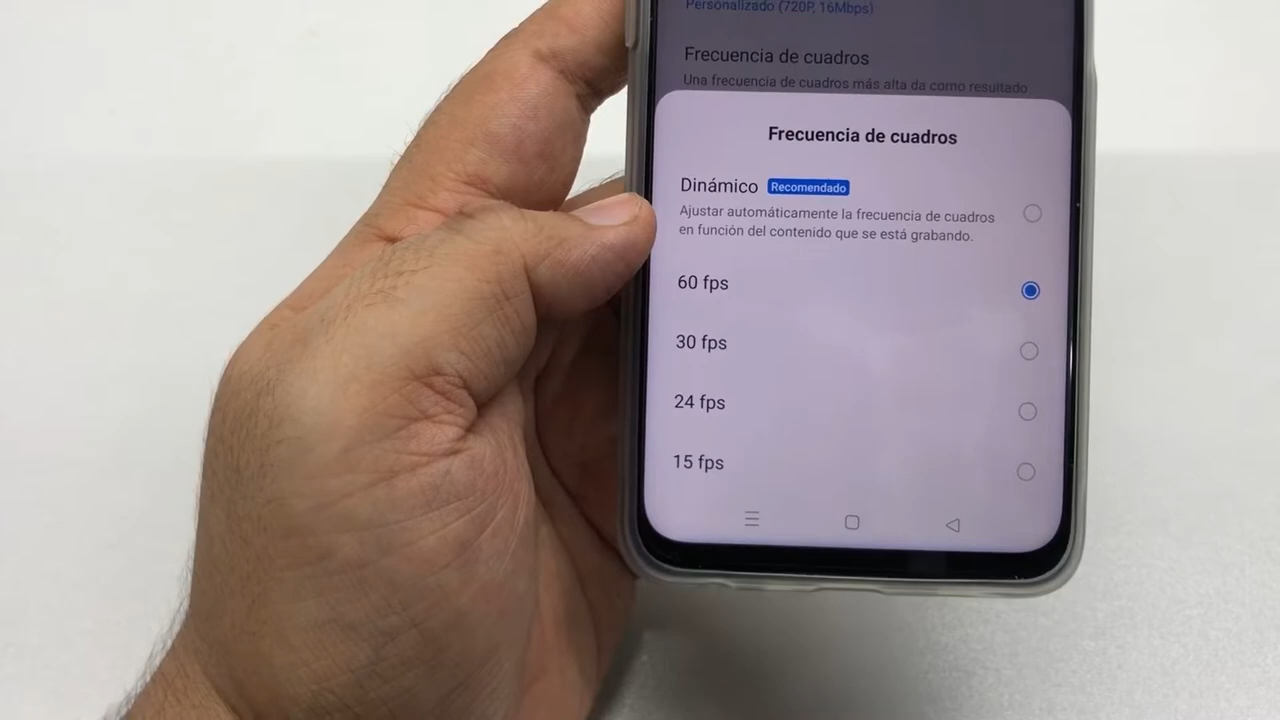 Personalizado (720P, 16Mbps)
Frecuencia de cuadros
Una frecuencia de cuadros más alta da como resultado
Frecuencia de cuadros
Dinámico Recomendado
Ajustar automáticamente la frecuencia de cuadros
en función del contenido que se está grabando.
60 fps
30 fps
24 fps
15 fps